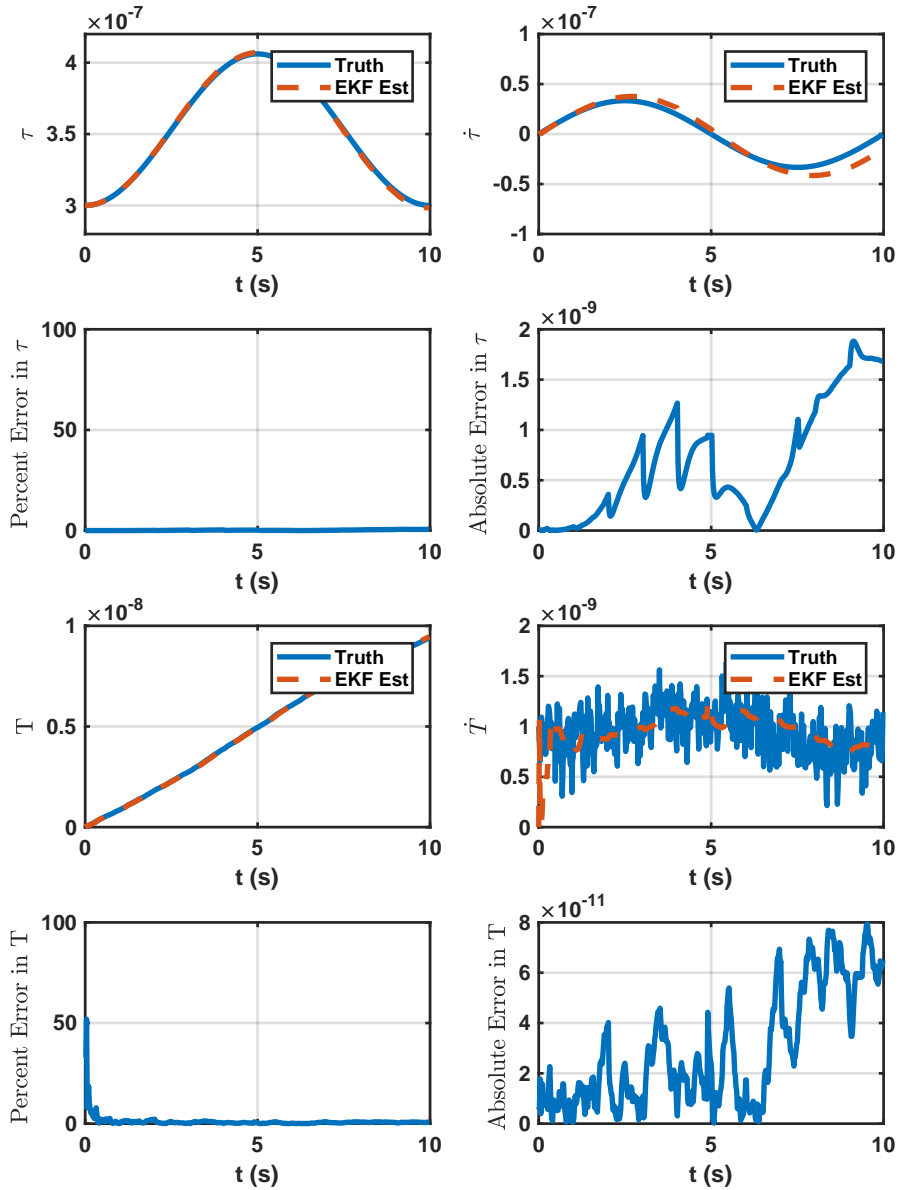 ×10-7
4
3.5
3
τ
Truth
EKF Est
0 5 10
t (s)
×10-7
1
0.5
0
-0.5
-1
τ̇
Truth
EKF Est
0 5 10
t (s)
100
50
0
Percent Error in τ
0 5 10
t (s)
×10-9
2
1.5
1
0.5
0
Absolute Error in τ
0 5 10
t (s)
×10-8
1
0.5
0
T
Truth
EKF Est
0 5 10
t (s)
×10-9
2
1.5
1
0.5
0
Ṫ
Truth
EKF Est
0 5 10
t (s)
100
50
0
Percent Error in T
0 5 10
t (s)
×10-11
8
6
4
2
0
Absolute Error in T
0 5 10
t (s)